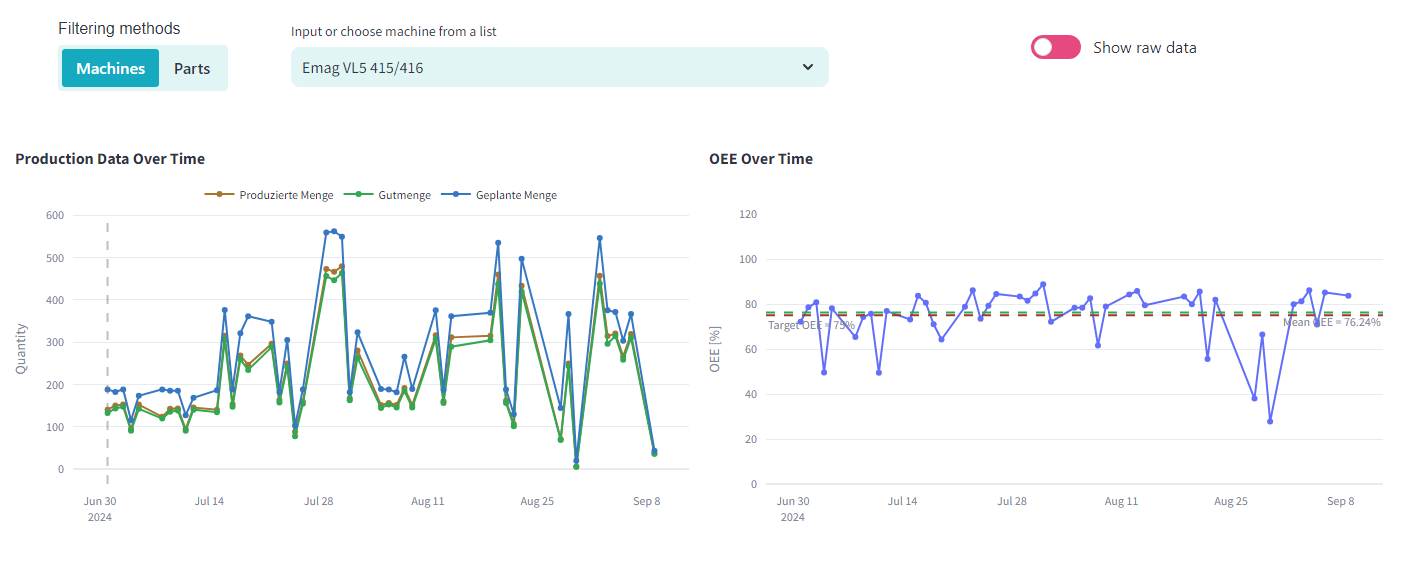 Filtering methods
Machines Parts
Input or choose machine from a list
Emag VL5 415/416
Show raw data
Production Data Over Time
Produzierte Menge Gutmenge Geplante Menge
Quantity
600
500
400
300
200
100
0
Jun 30 Jul 14 Jul 28 Aug 11 Aug 25 Sep 8
2024
OEE Over Time
OEE [%]
120
100
80
60
40
20
0
Target OEE = 75%
Mean OEE = 76.24%
Jun 30 Jul 14 Jul 28 Aug 11 Aug 25 Sep 8
2024